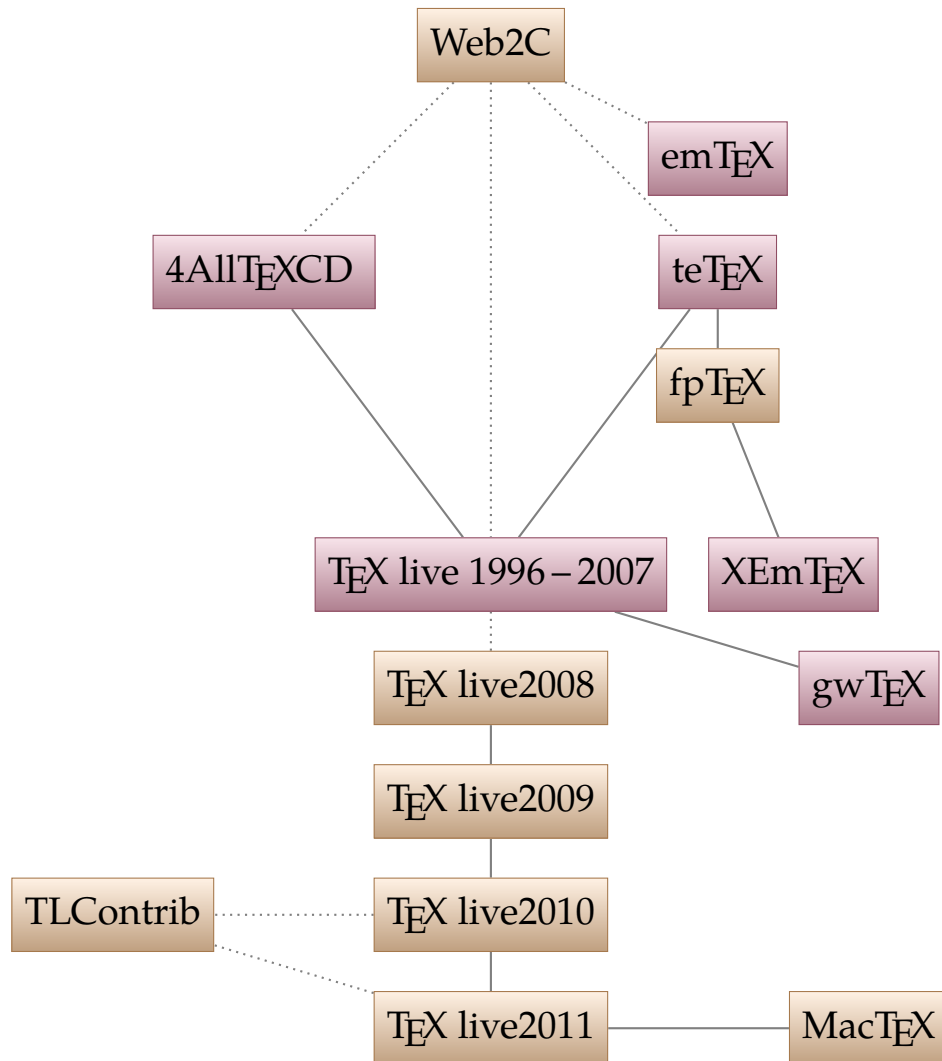 Web2C
emTEX
4AllTEXCD
teTEX
fpTEX
TEX live 1996 – 2007
XEmTEX
TEX live2008
gwTEX
TEX live2009
TLContrib
TEX live2010
TEX live2011
MacTEX